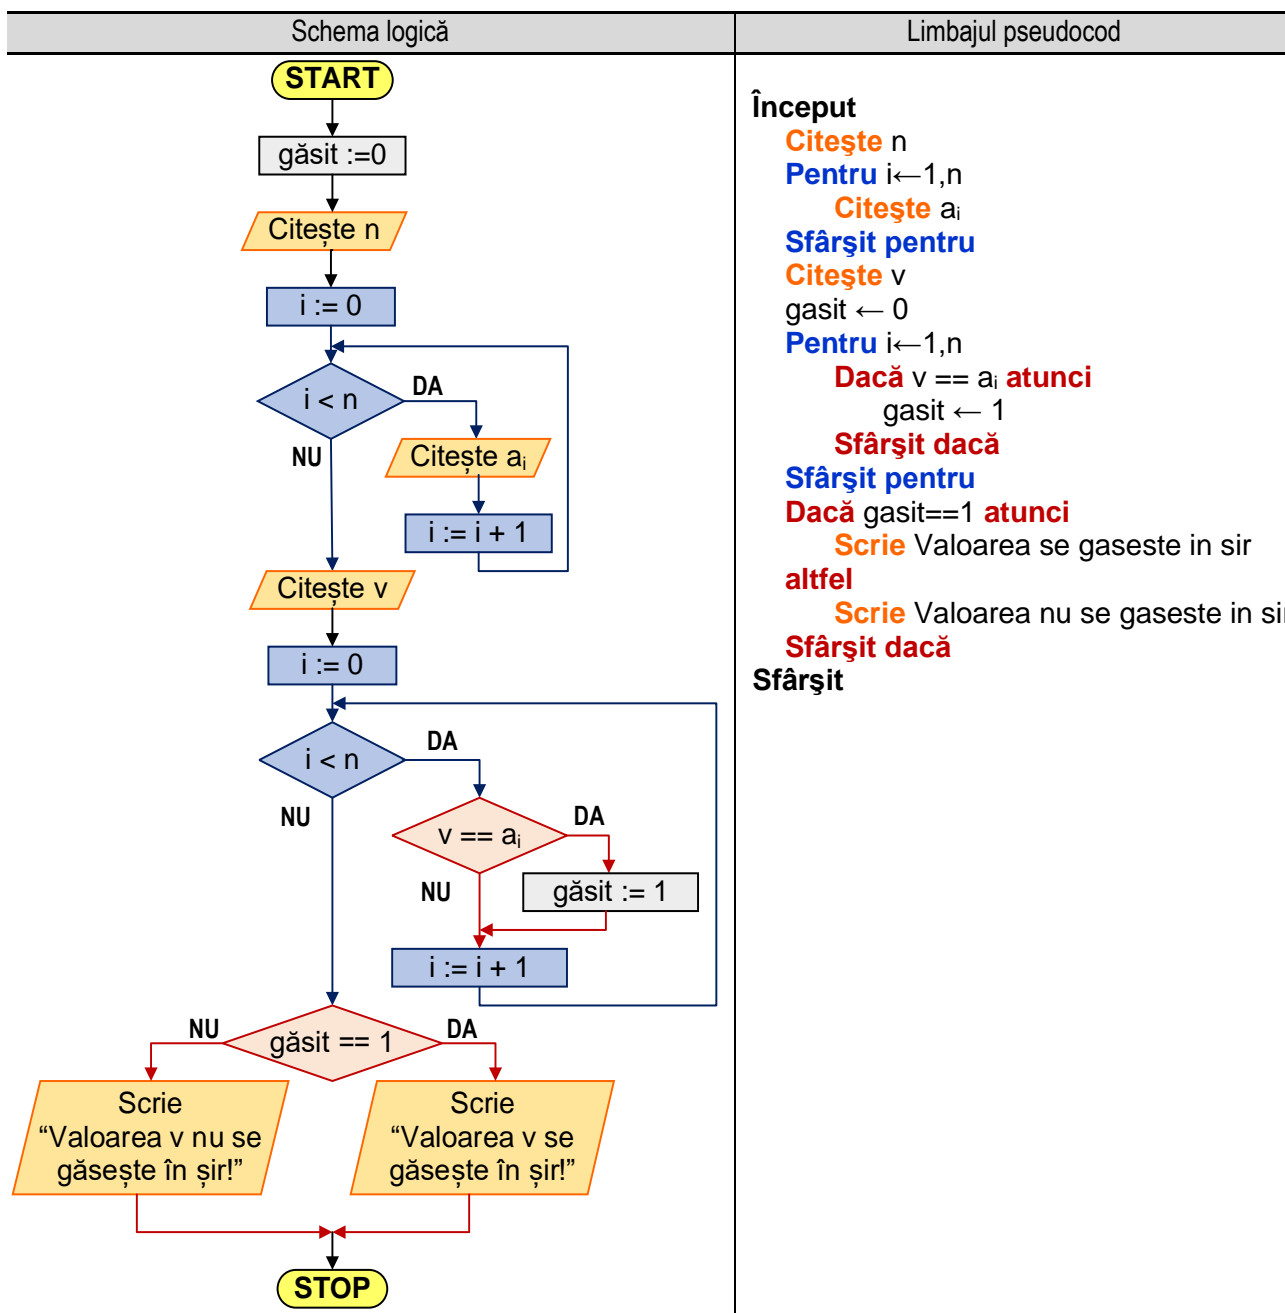 Schema logică
Limbajul pseudocod
START
găsit :=0
Citește n
i := 0
i < n
DA
NU
Citește ai
i := i + 1
Citește v
i := 0
i < n
DA
NU
v == ai
DA
NU
găsit := 1
i := i + 1
găsit == 1
NU
DA
Scrie
“Valoarea v nu se
găsește în șir!”
Scrie
“Valoarea v se
găsește în șir!”
STOP
Început
Citeşte n
Pentru i←1,n
Citeşte ai
Sfârşit pentru
Citeşte v
gasit ← 0
Pentru i←1,n
Dacă v == ai atunci
gasit ← 1
Sfârşit dacă
Sfârşit pentru
Dacă gasit==1 atunci
Scrie Valoarea se gaseste in sir
altfel
Scrie Valoarea nu se gaseste in sir
Sfârşit dacă
Sfârşit